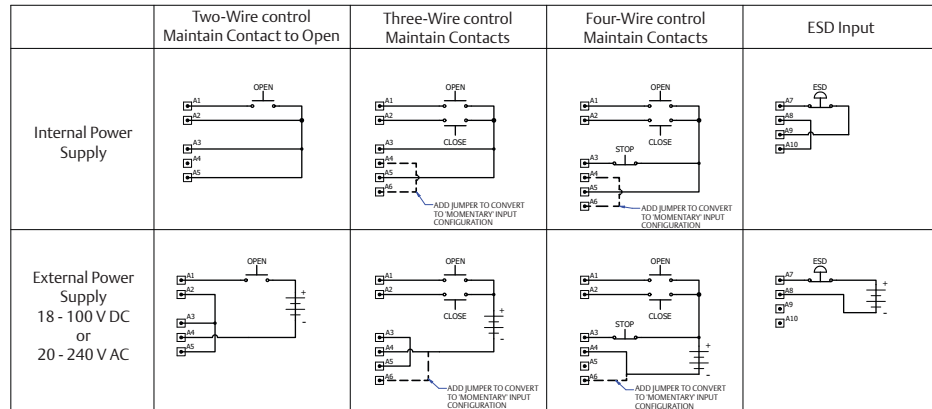 Two-Wire control
Maintain Contact to Open
Three-Wire control
Maintain Contacts
Four-Wire control
Maintain Contacts
ESD Input
Internal Power
Supply
OPEN
A1
A2
A3
A4
A5
OPEN
A1
A2
CLOSE
A3
A4
A5
A6
ADD JUMPER TO CONVERT
TO 'MOMENTARY' INPUT
CONFIGURATION
OPEN
A1
A2
CLOSE
STOP
A3
A4
A5
A6
ADD JUMPER TO CONVERT
TO 'MOMENTARY' INPUT
CONFIGURATION
ESD
A7
A8
A9
A10
External Power
Supply
18 - 100 V DC
or
20 - 240 V AC
OPEN
A1
A2
+
-
A3
A4
A5
OPEN
A1
A2
CLOSE
+
-
A3
A4
A5
A6
ADD JUMPER TO CONVERT
TO 'MOMENTARY' INPUT
CONFIGURATION
OPEN
A1
A2
CLOSE
STOP
A3
A4
+
-
A5
A6
ADD JUMPER TO CONVERT
TO 'MOMENTARY' INPUT
CONFIGURATION
ESD
A7
A8
+
-
A9
A10